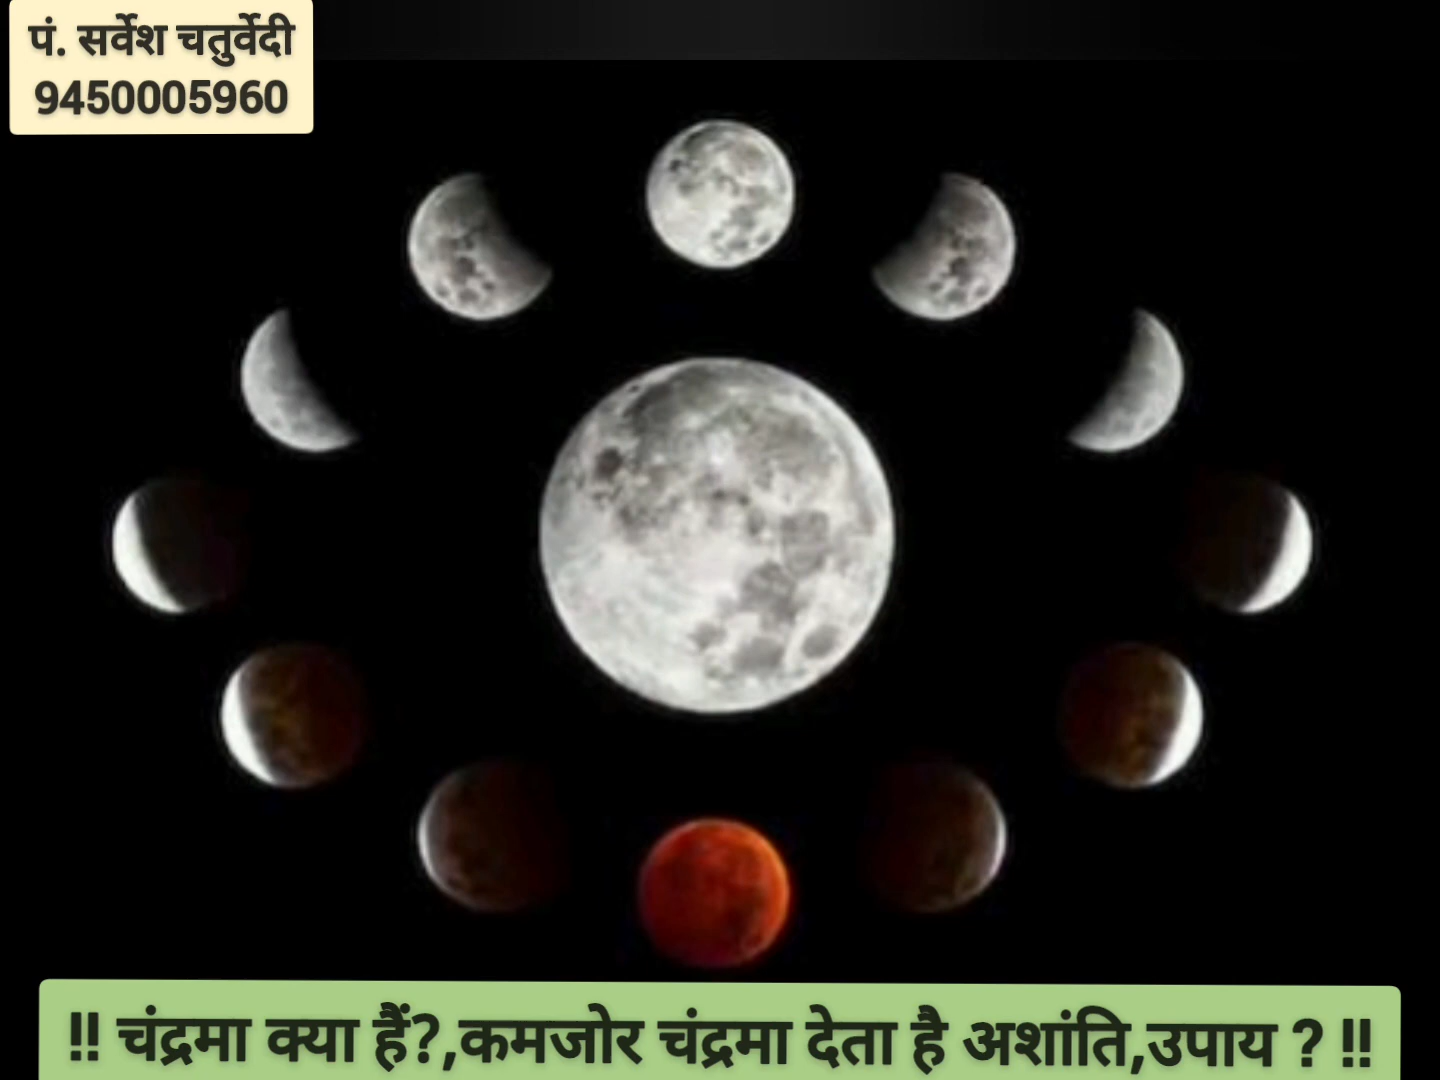 पं. सर्वेश चतुर्वेदी
9450005960
!! चंद्रमा क्या हैं?,कमजोर चंद्रमा देता है अशांति,उपाय ? !!